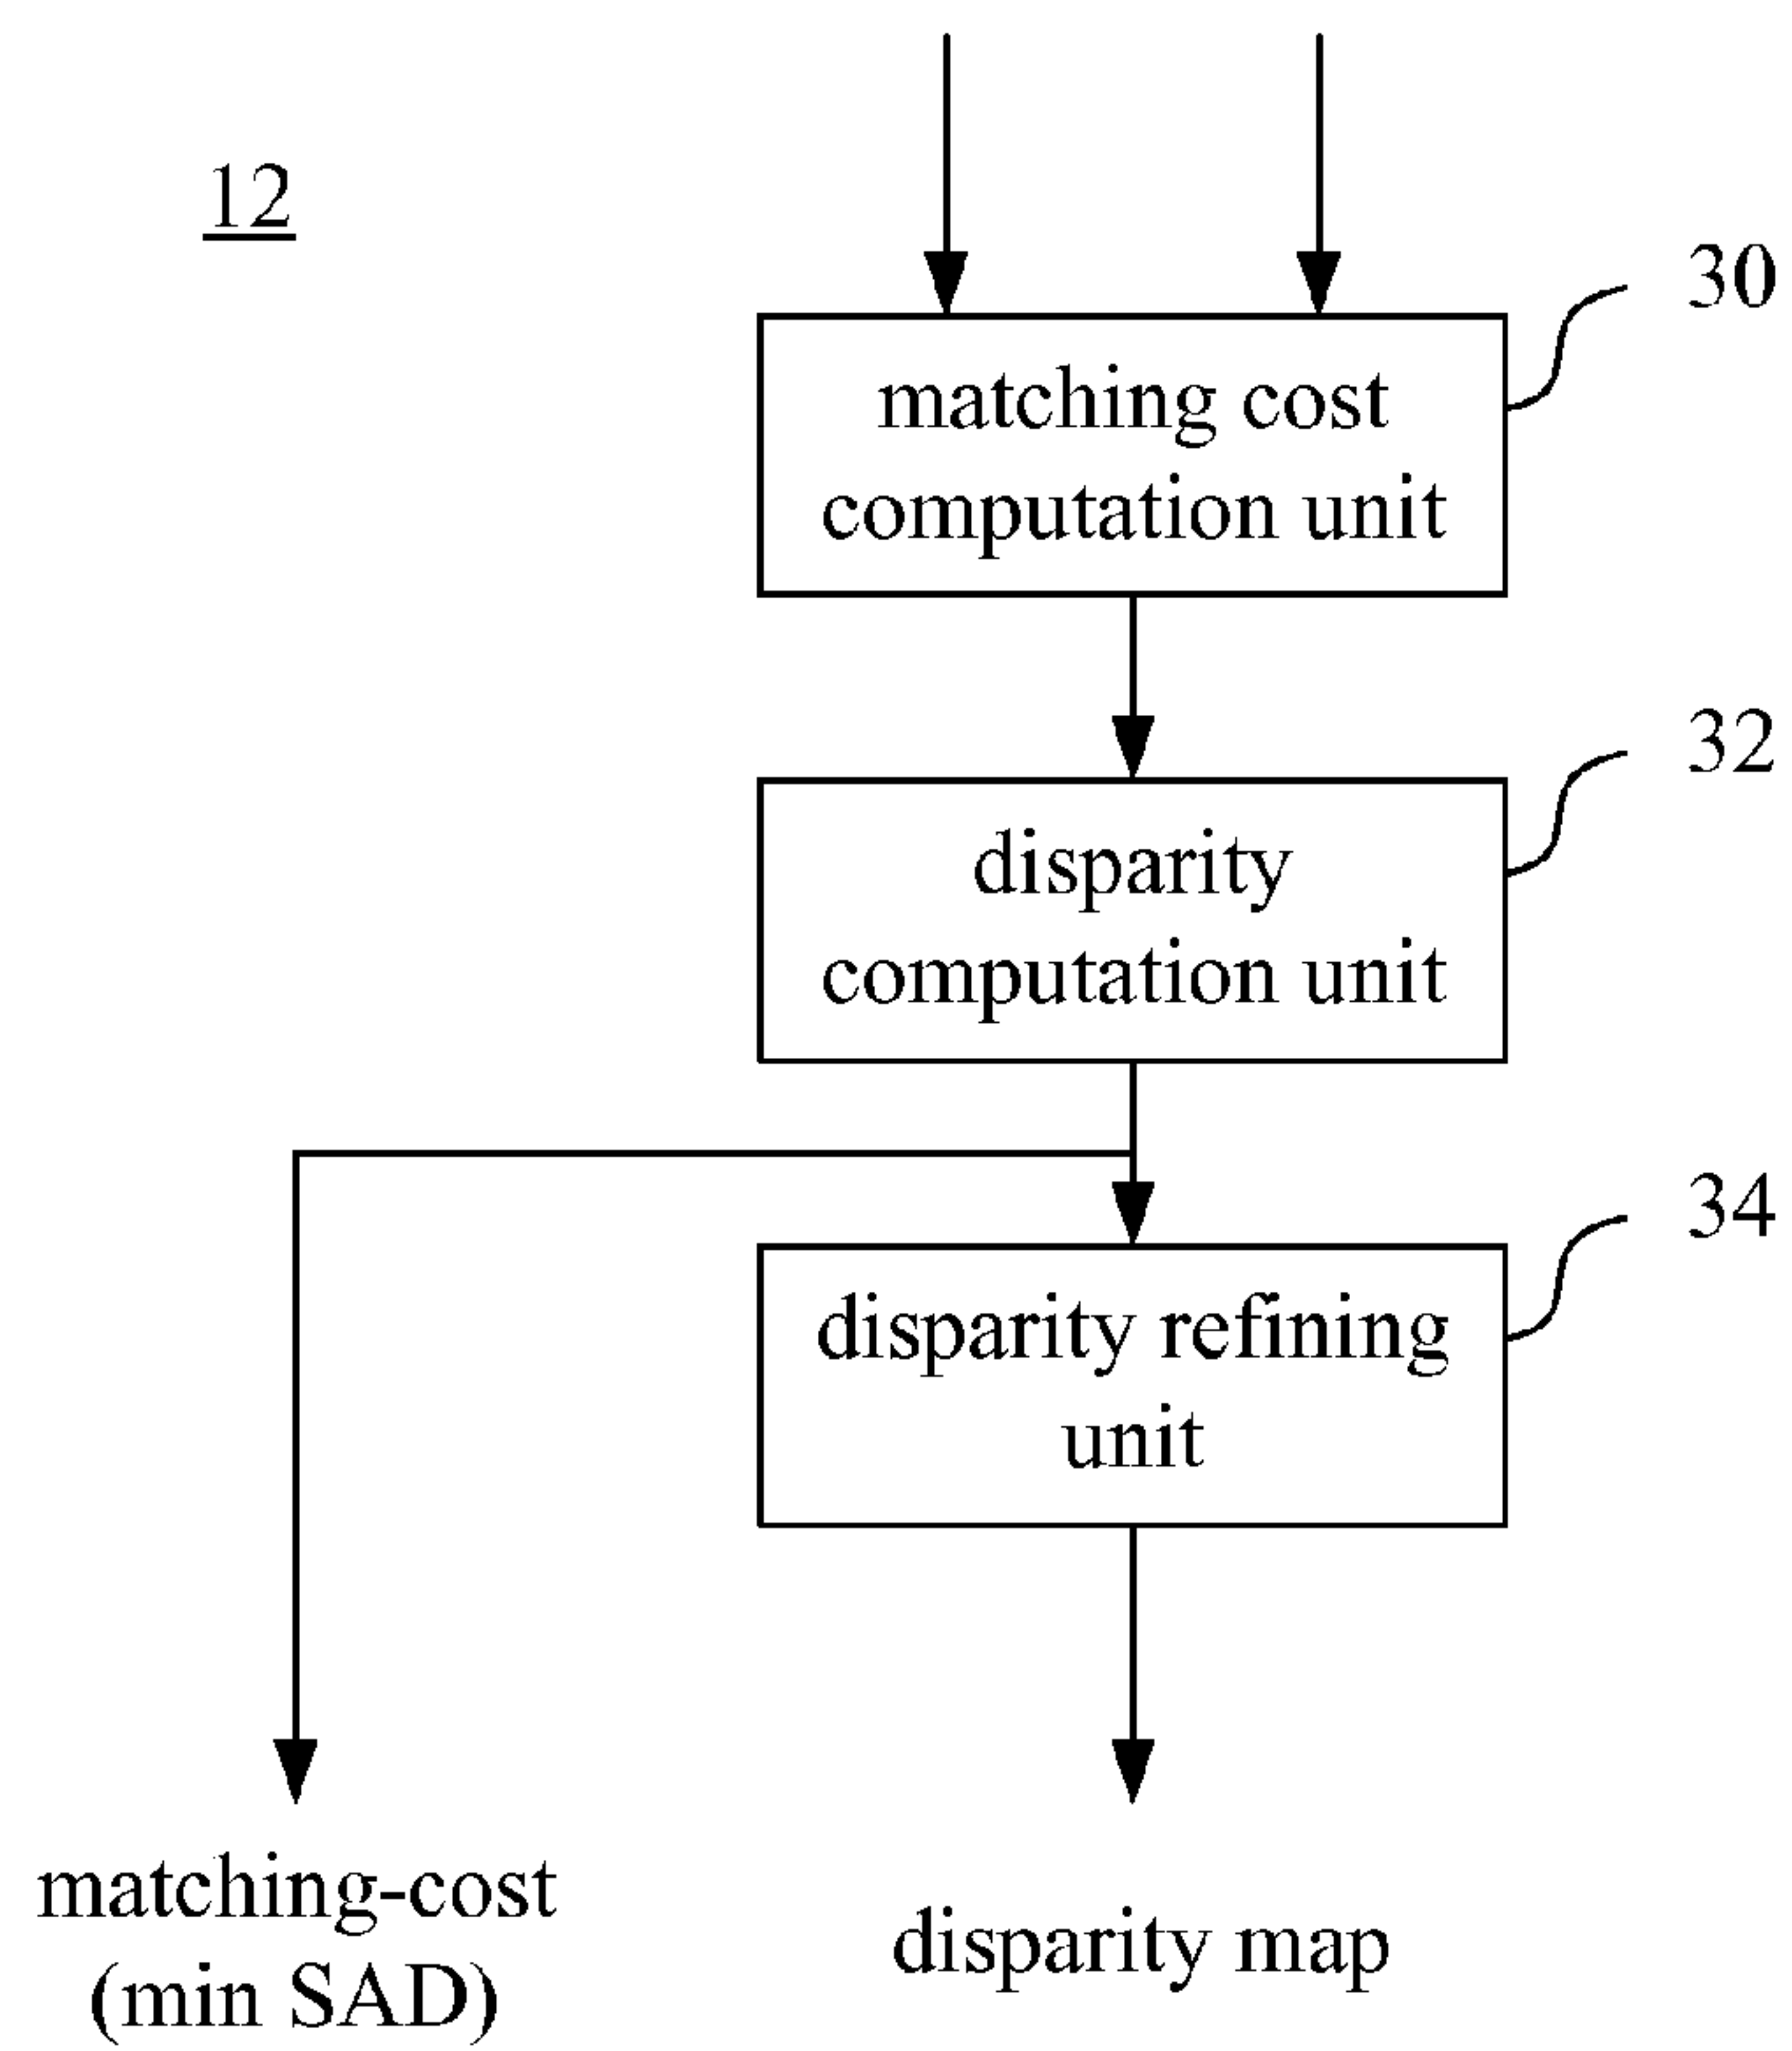 12
30
matching cost
computation unit
32
disparity
computation unit
34
disparity refining
unit
matching-cost
(min SAD)
disparity map